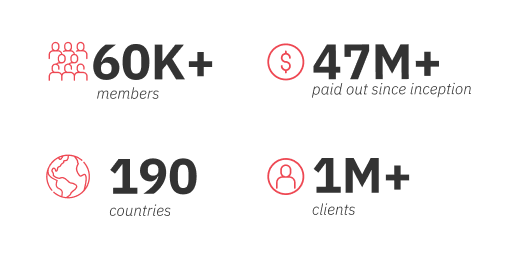 60K+
members
47M+
paid out since inception
190
countries
1M+
clients